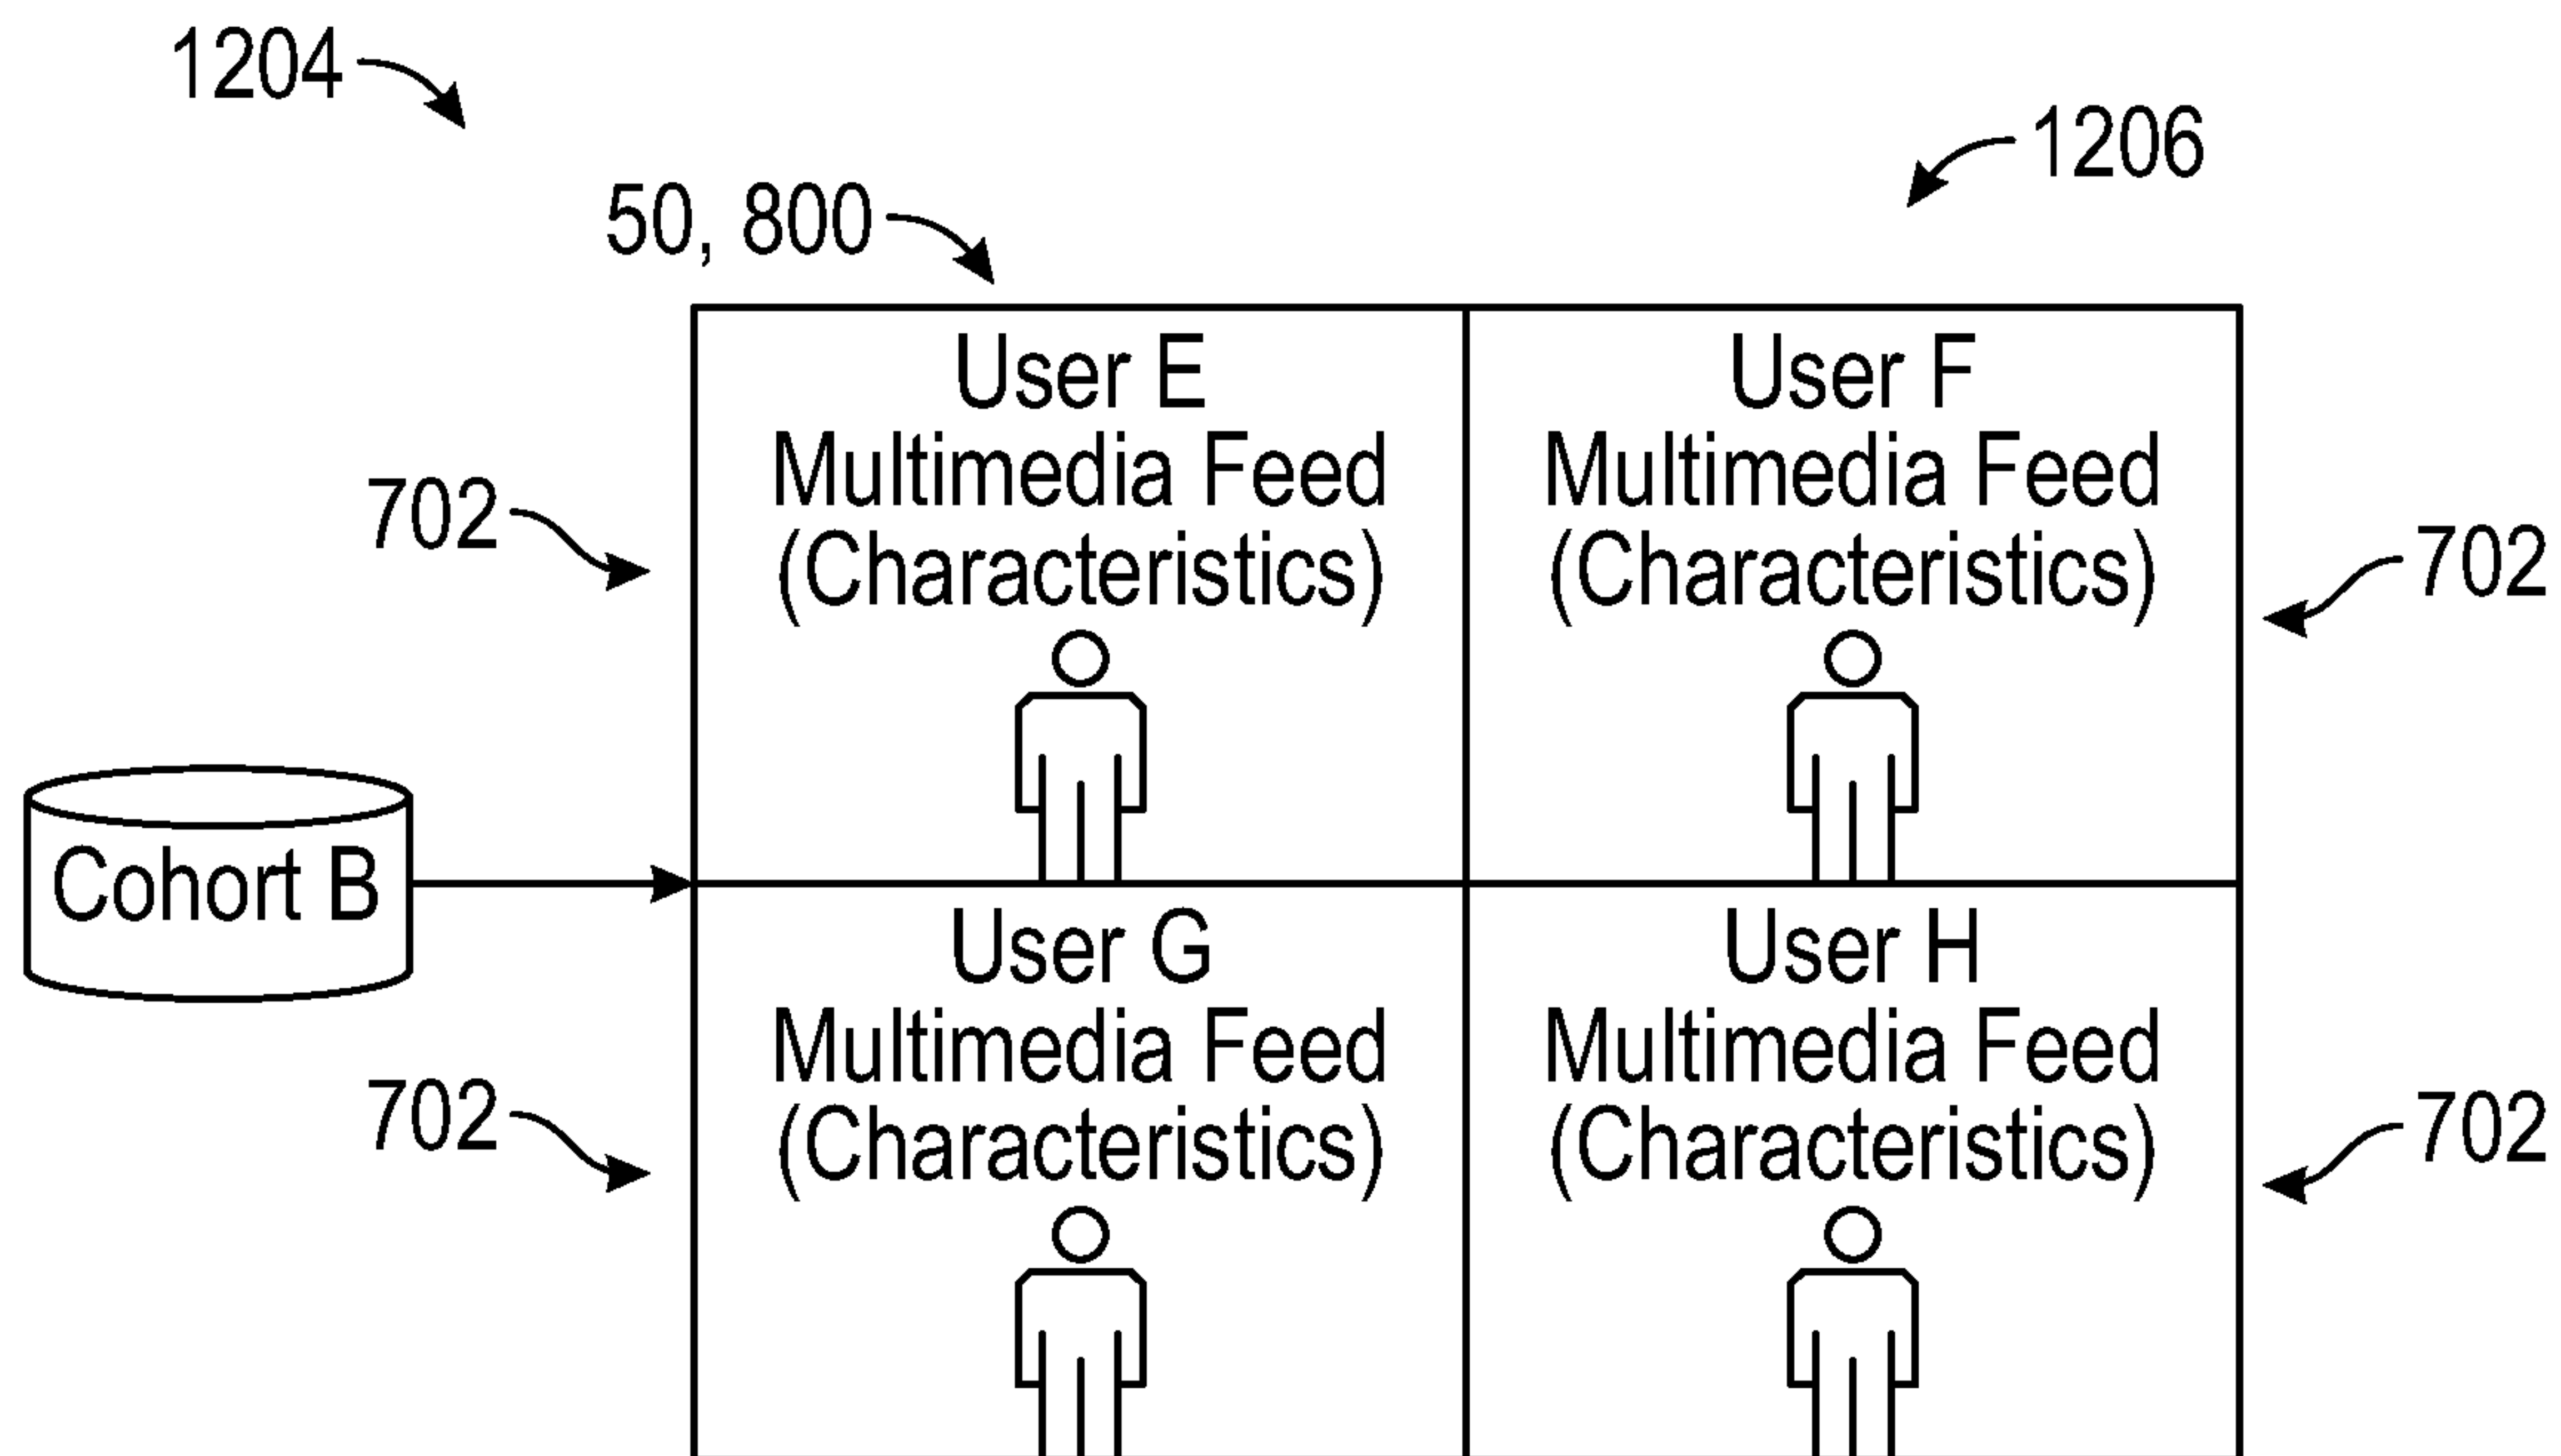 1204
1206
50, 800
User E
Multimedia Feed
(Characteristics)
User F
Multimedia Feed
(Characteristics)
702
702
Cohort B
User G
Multimedia Feed
(Characteristics)
User H
Multimedia Feed
(Characteristics)
702
702